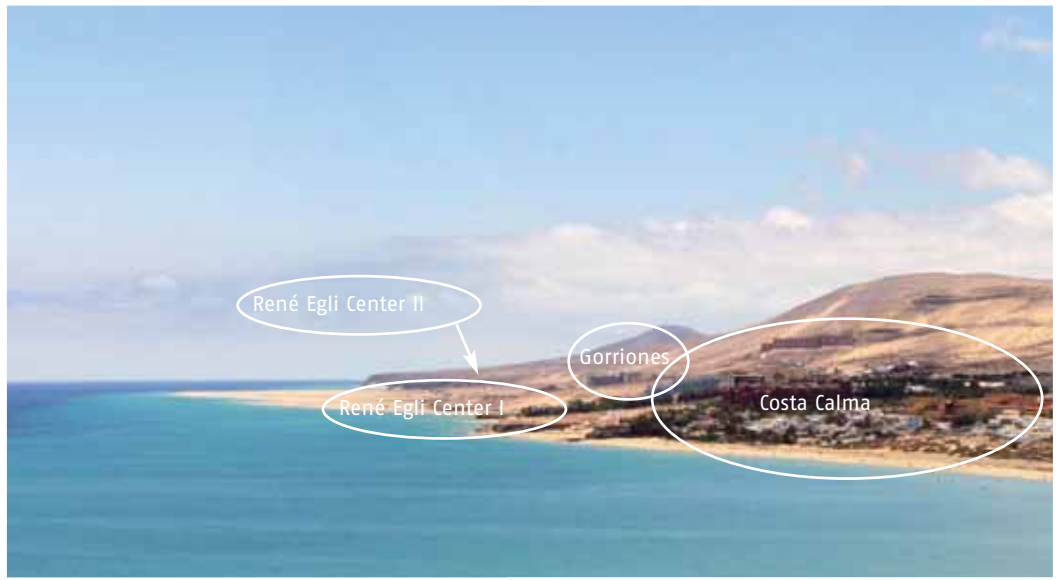 René Egli Center II
Gorriones
René Egli Center I
Costa Calma